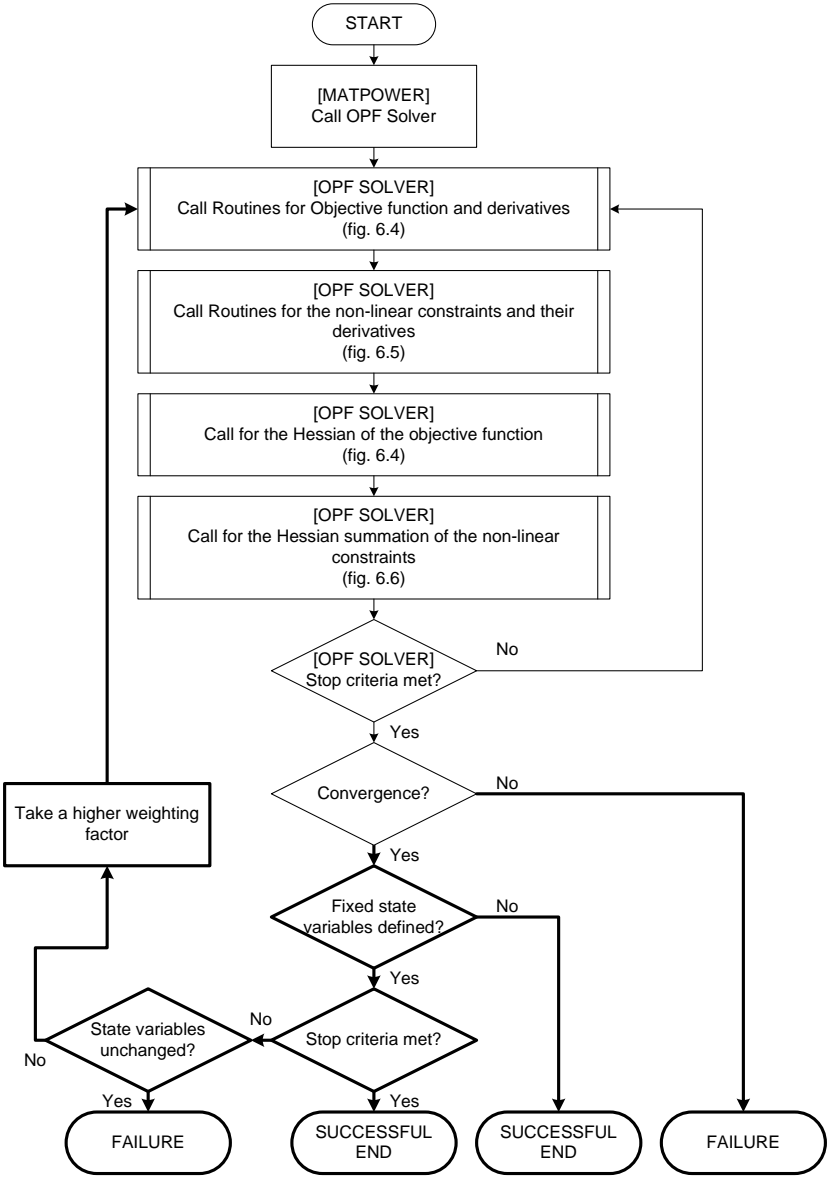 START
[MATPOWER]
Call OPF Solver
[OPF SOLVER]
Call Routines for Objective function and derivatives
(fig. 6.4)
[OPF SOLVER]
Call Routines for the non-linear constraints and their
derivatives
(fig. 6.5)
[OPF SOLVER]
Call for the Hessian of the objective function
(fig. 6.4)
[OPF SOLVER]
Call for the Hessian summation of the non-linear
constraints
(fig. 6.6)
[OPF SOLVER]
Stop criteria met?
No
Yes
Convergence?
No
Yes
Take a higher weighting
factor
Fixed state
variables defined?
No
Yes
Stop criteria met?
No
Yes
State variables
unchanged?
No
Yes
FAILURE
SUCCESSFUL
END
SUCCESSFUL
END
FAILURE